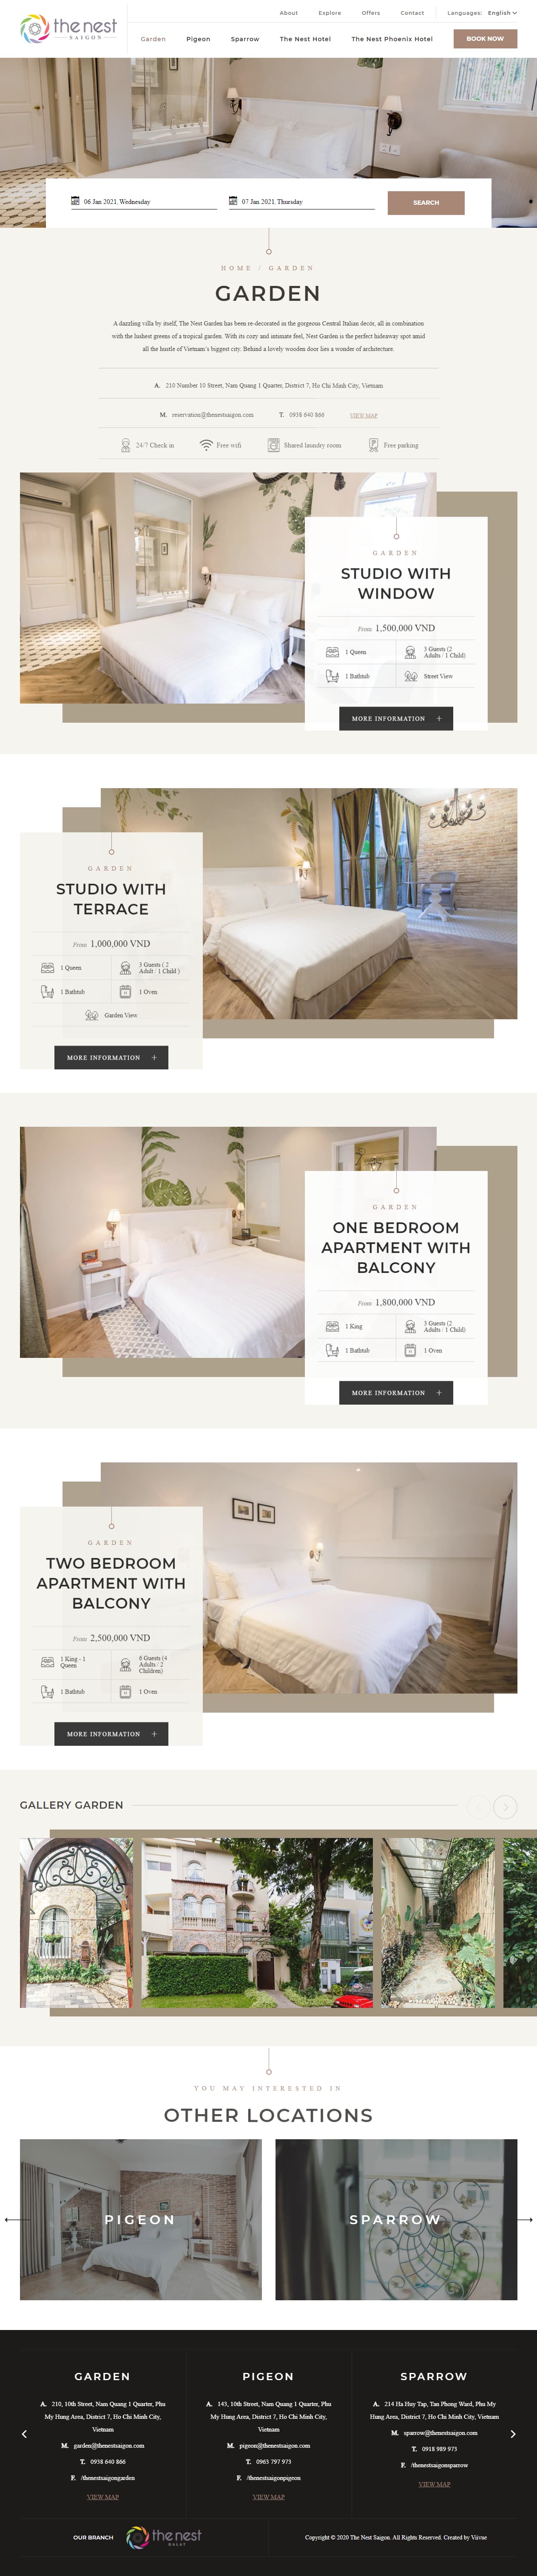 the nest
SAIGON
About Explore Offers Contact Languages: English
Garden Pigeon Sparrow The Nest Hotel The Nest Phoenix Hotel BOOK NOW
06 Jan 2021, Wednesday 07 Jan 2021, Thursday SEARCH
HOME / GARDEN
GARDEN
A dazzling villa by itself, The Nest Garden has been re-decorated in the gorgeous Central Italian decór, all in combination
with the lushest greens of a tropical garden. With its cozy and intimate feel, Nest Garden is the perfect hideaway spot amid
all the hustle of Vietnam's biggest city. Behind a lovely wooden door lies a wonder of architecture.
A. 210 Number 10 Street, Nam Quang 1 Quarter, District 7, Ho Chi Minh City, Vietnam
M. reservation@thenestsaigon.com T. 0938 640 866 VIEW MAP
24/7 Check in Free wifi Shared laundry room Free parking
GARDEN
STUDIO WITH
WINDOW
From 1,500,000 VND
1 Queen 3 Guests (2
Adults / 1 Child)
1 Bathtub Street View
MORE INFORMATION +
GARDEN
STUDIO WITH
TERRACE
From 1,000,000 VND
1 Queen 3 Guests ( 2
Adult / 1 Child )
1 Bathtub 1 Oven
Garden View
MORE INFORMATION +
GARDEN
ONE BEDROOM
APARTMENT WITH
BALCONY
From 1,800,000 VND
1 King 3 Guests (2
Adults / 1 Child)
1 Bathtub 1 Oven
MORE INFORMATION +
GARDEN
TWO BEDROOM
APARTMENT WITH
BALCONY
From 2,500,000 VND
1 King - 1
Queen
6 Guests (4
Adults / 2
Children)
1 Bathtub 1 Oven
MORE INFORMATION +
GALLERY GARDEN
YOU MAY INTERESTED IN
OTHER LOCATIONS
PIGEON SPARROW
GARDEN
A. 210, 10th Street, Nam Quang 1 Quarter, Phu
My Hung Area, District 7, Ho Chi Minh City,
Vietnam
M. garden@thenestsaigon.com
T. 0938 640 866
F. /thenestsaigongarden
VIEW MAP
PIGEON
A. 143, 10th Street, Nam Quang 1 Quarter, Phu
My Hung Area, District 7, Ho Chi Minh City,
Vietnam
M. pigeon@thenestsaigon.com
T. 0963 797 973
F. /thenestsaigonpigeon
VIEW MAP
SPARROW
A. 214 Ha Huy Tap, Tan Phong Ward, Phu My
Hung Area, District 7, Ho Chi Minh City, Vietnam
M. sparrow@thenestsaigon.com
T. 0918 989 973
F. /thenestsaigonsparrow
VIEW MAP
OUR BRANCH the nest
DALAT
Copyright © 2020 The Nest Saigon. All Rights Reserved. Created by Viivue